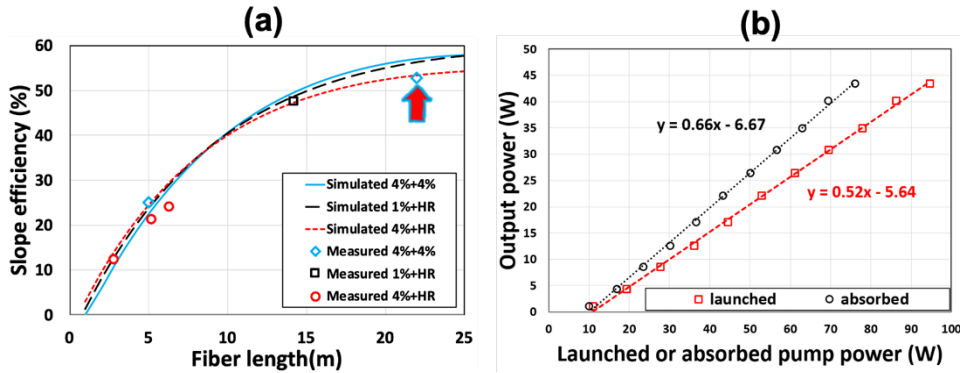 (a)
60
50
40
30
20
10
0
Slope efficiency (%)
0 5 10 15 20 25
Fiber length(m)
Simulated 4%+4%
Simulated 1%+HR
Simulated 4%+HR
Measured 4%+4%
Measured 1%+HR
Measured 4%+HR
(b)
50
45
40
35
30
25
20
15
10
5
0
Output power (W)
y = 0.66x - 6.67
y = 0.52x - 5.64
launched absorbed
0 10 20 30 40 50 60 70 80 90 100
Launched or absorbed pump power (W)